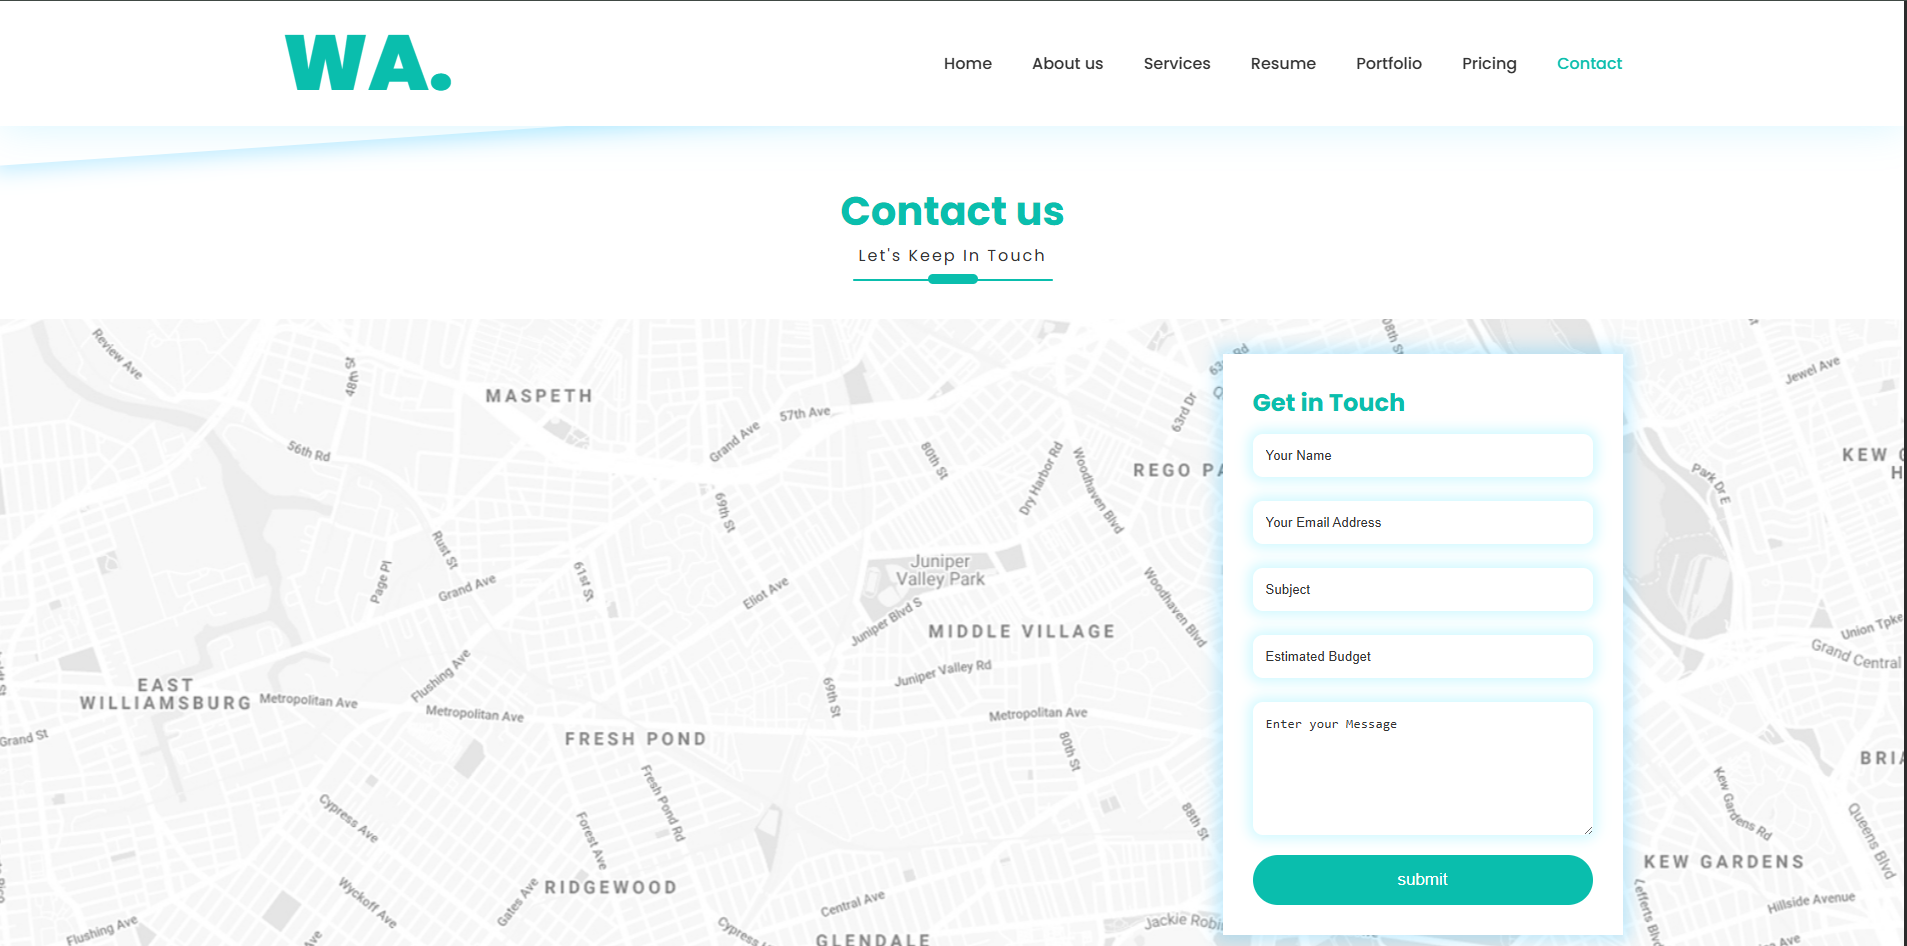 WA.
Home About us Services Resume Portfolio Pricing Contact
Contact us
Let's Keep In Touch
Review Ave
48th St
MASPETH
57th Ave
Grand Ave
56th Rd
80th St
Dry Harbor Rd
Woodhaven Blvd
63rd Dr
REGO
69th St
Rust St
Page Pl
Grand Ave
61st St
Eliot Ave
Juniper
Valley Park
Juniper Blvd S
Woodhaven Blvd
MIDDLE VILLAGE
Juniper Valley Rd
Flushing Ave
EAST
WILLIAMSBURG
Metropolitan Ave
Metropolitan Ave
69th St
Metropolitan Ave
Grand St
FRESH POND
80th St
Fresh Pond Rd
Cypress Ave
Forest Ave
88th St
RIDGEWOOD
Wyckoff Ave
Gates Ave
Central Ave
Flushing Ave
GLENDALE
Jackie
Get in Touch
Your Name
Your Email Address
Subject
Estimated Budget
Enter your Message
submit
108th St
Jewel Ave
KEW
Park Dr E
Union Tpke
Grand Central
Kew Gardens Rd
Queens Blvd
KEW GARDENS
Lefferts Blvd
Hillside Avenue